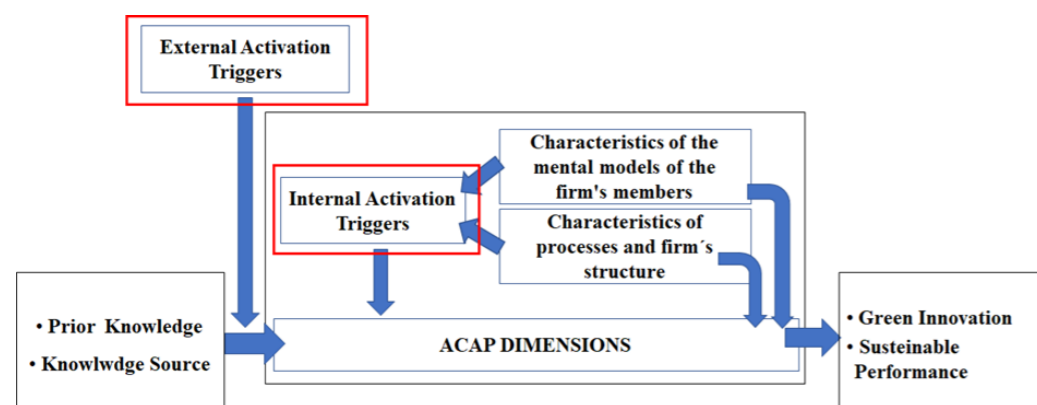 External Activation
Triggers
Characteristics of the
mental models of the
firm's members
Internal Activation
Triggers
Characteristics of
processes and firm´s
structure
• Prior Knowledge
• Knowlwdge Source
ACAP DIMENSIONS
• Green Innovation
• Susteinable
Performance